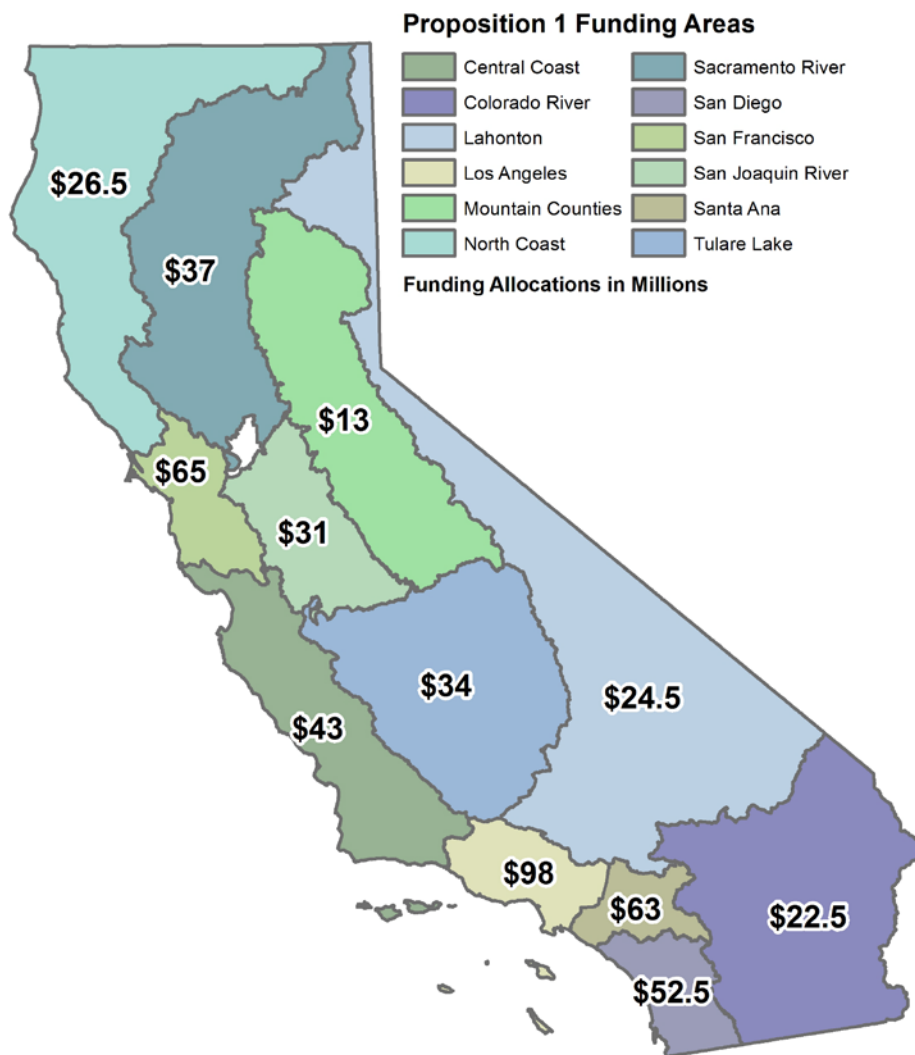 Proposition 1 Funding Areas
Central Coast
Colorado River
Lahonton
Los Angeles
Mountain Counties
North Coast
Sacramento River
San Diego
San Francisco
San Joaquin River
Santa Ana
Tulare Lake
Funding Allocations in Millions
$26.5
$37
$13
$65
$31
$34
$24.5
$43
$98
$63
$22.5
$52.5